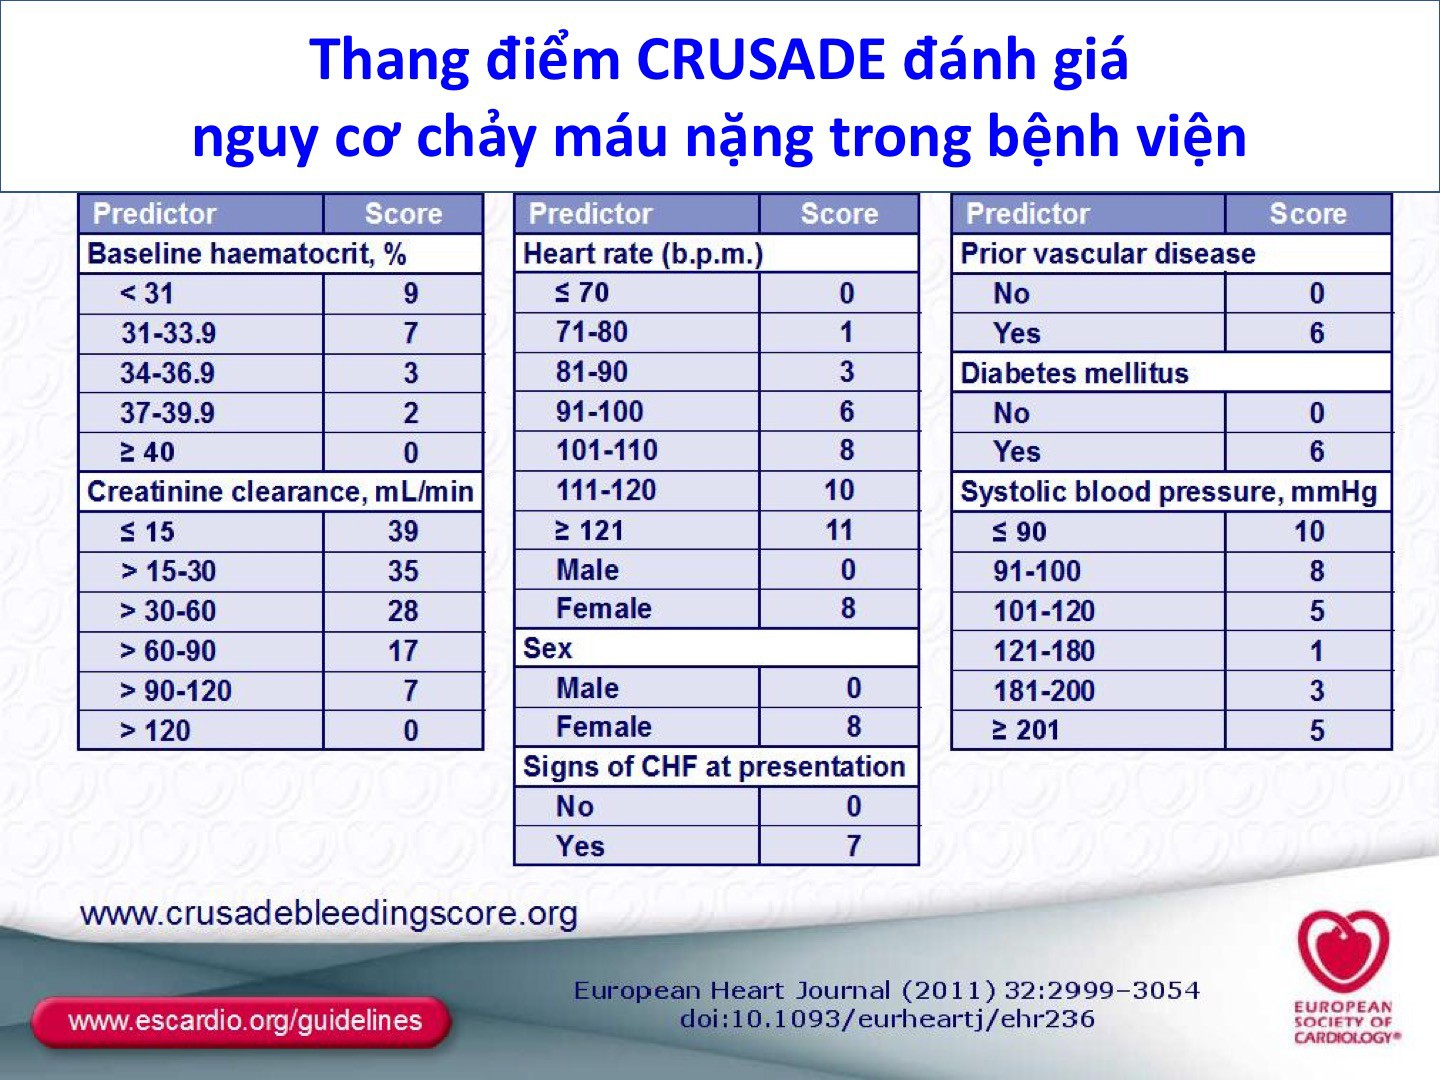 Thang điểm CRUSADE đánh giá
nguy cơ chảy máu nặng trong bệnh viện
Predictor Score
Baseline haematocrit, %
< 31 9
31-33.9 7
34-36.9 3
37-39.9 2
≥ 40 0
Creatinine clearance, mL/min
≤ 15 39
> 15-30 35
> 30-60 28
> 60-90 17
> 90-120 7
> 120 0
Predictor Score
Heart rate (b.p.m.)
≤ 70 0
71-80 1
81-90 3
91-100 6
101-110 8
111-120 10
≥ 121 11
Male 0
Female 8
Sex
Male 0
Female 8
Signs of CHF at presentation
No 0
Yes 7
Predictor Score
Prior vascular disease
No 0
Yes 6
Diabetes mellitus
No 0
Yes 6
Systolic blood pressure, mmHg
≤ 90 10
91-100 8
101-120 5
121-180 1
181-200 3
≥ 201 5
www.crusadebleedingscore.org
European Heart Journal (2011) 32:2999–3054
doi:10.1093/eurheartj/ehr236
www.escardio.org/guidelines
EUROPEAN
SOCIETY OF
CARDIOLOGY®